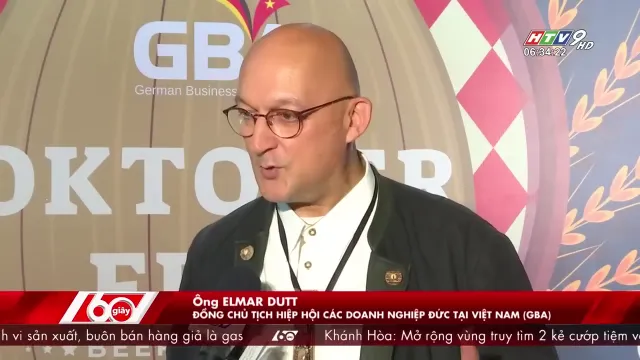 HTV9 HD
06:34:22
GBA
German Business
OKTOBER
BEER
60 giây
Ông ELMAR DUTT
ĐỒNG CHỦ TỊCH HIỆP HỘI CÁC DOANH NGHIỆP ĐỨC TẠI VIỆT NAM (GBA)
h vi sản xuất, buôn bán hàng giả là gas
Khánh Hòa: Mở rộng vùng truy tìm 2 kẻ cướp tiệm v